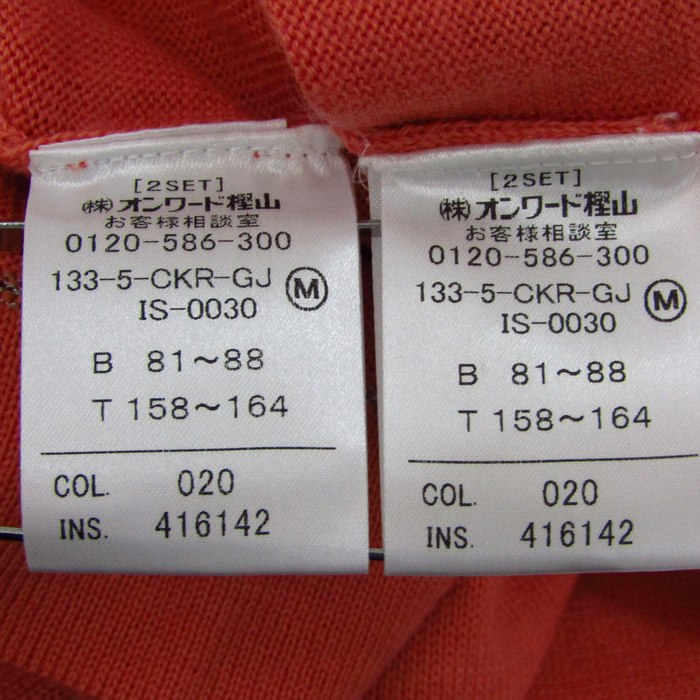 [2SET]
㈱オンワード樫山
お客様相談室
0120-586-300
133-5-CKR-GJ Ⓜ
IS-0030
B 81～88
T 158～164
COL. 020
INS. 416142
[2SET]
㈱オンワード樫山
お客様相談室
0120-586-300
133-5-CKR-GJ Ⓜ
IS-0030
B 81～88
T 158～164
COL. 020
INS. 416142